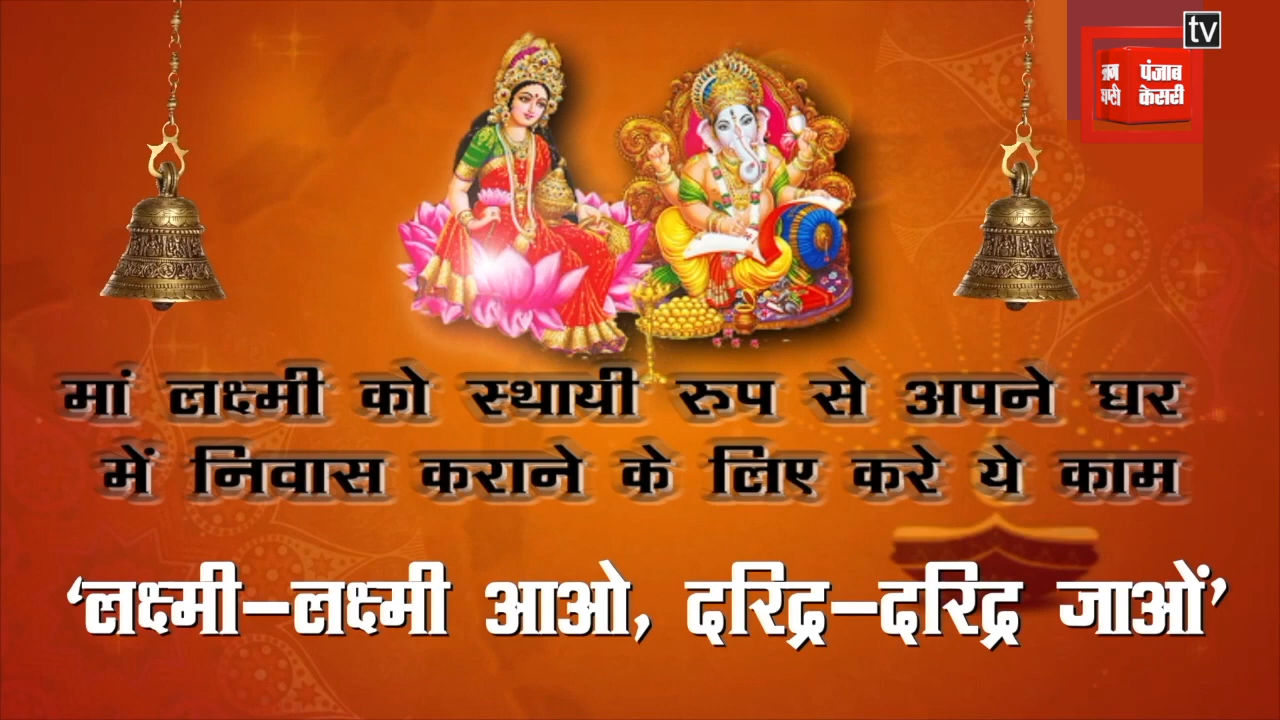 tv
पंजाब
केसरी
मां लक्ष्मी को स्थायी रुप से अपने घर
में निवास कराने के लिए करे ये काम
‘लक्ष्मी-लक्ष्मी आओ, दरिद्र-दरिद्र जाओं’